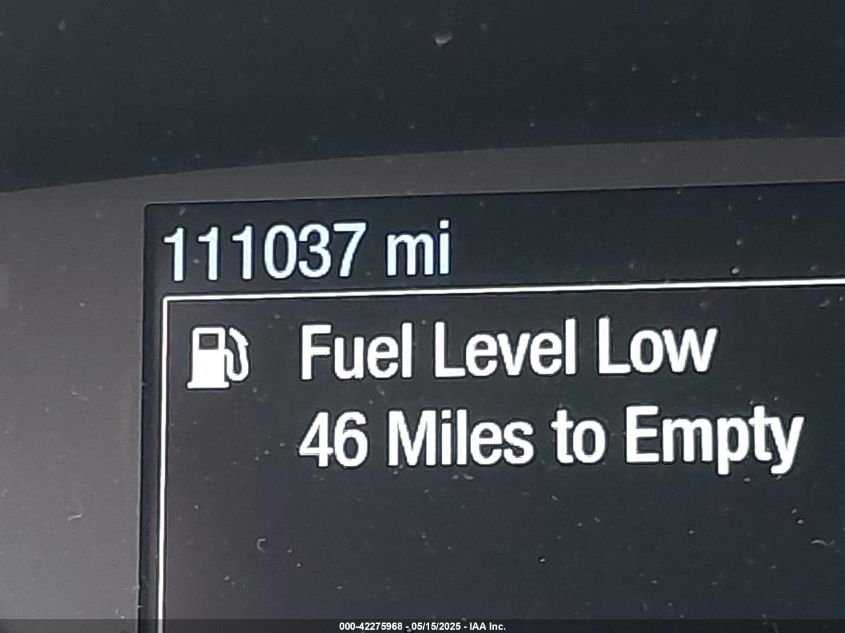 111037 mi
Fuel Level Low
46 Miles to Empty
000-42275968 - 05/15/2025 - IAA Inc.